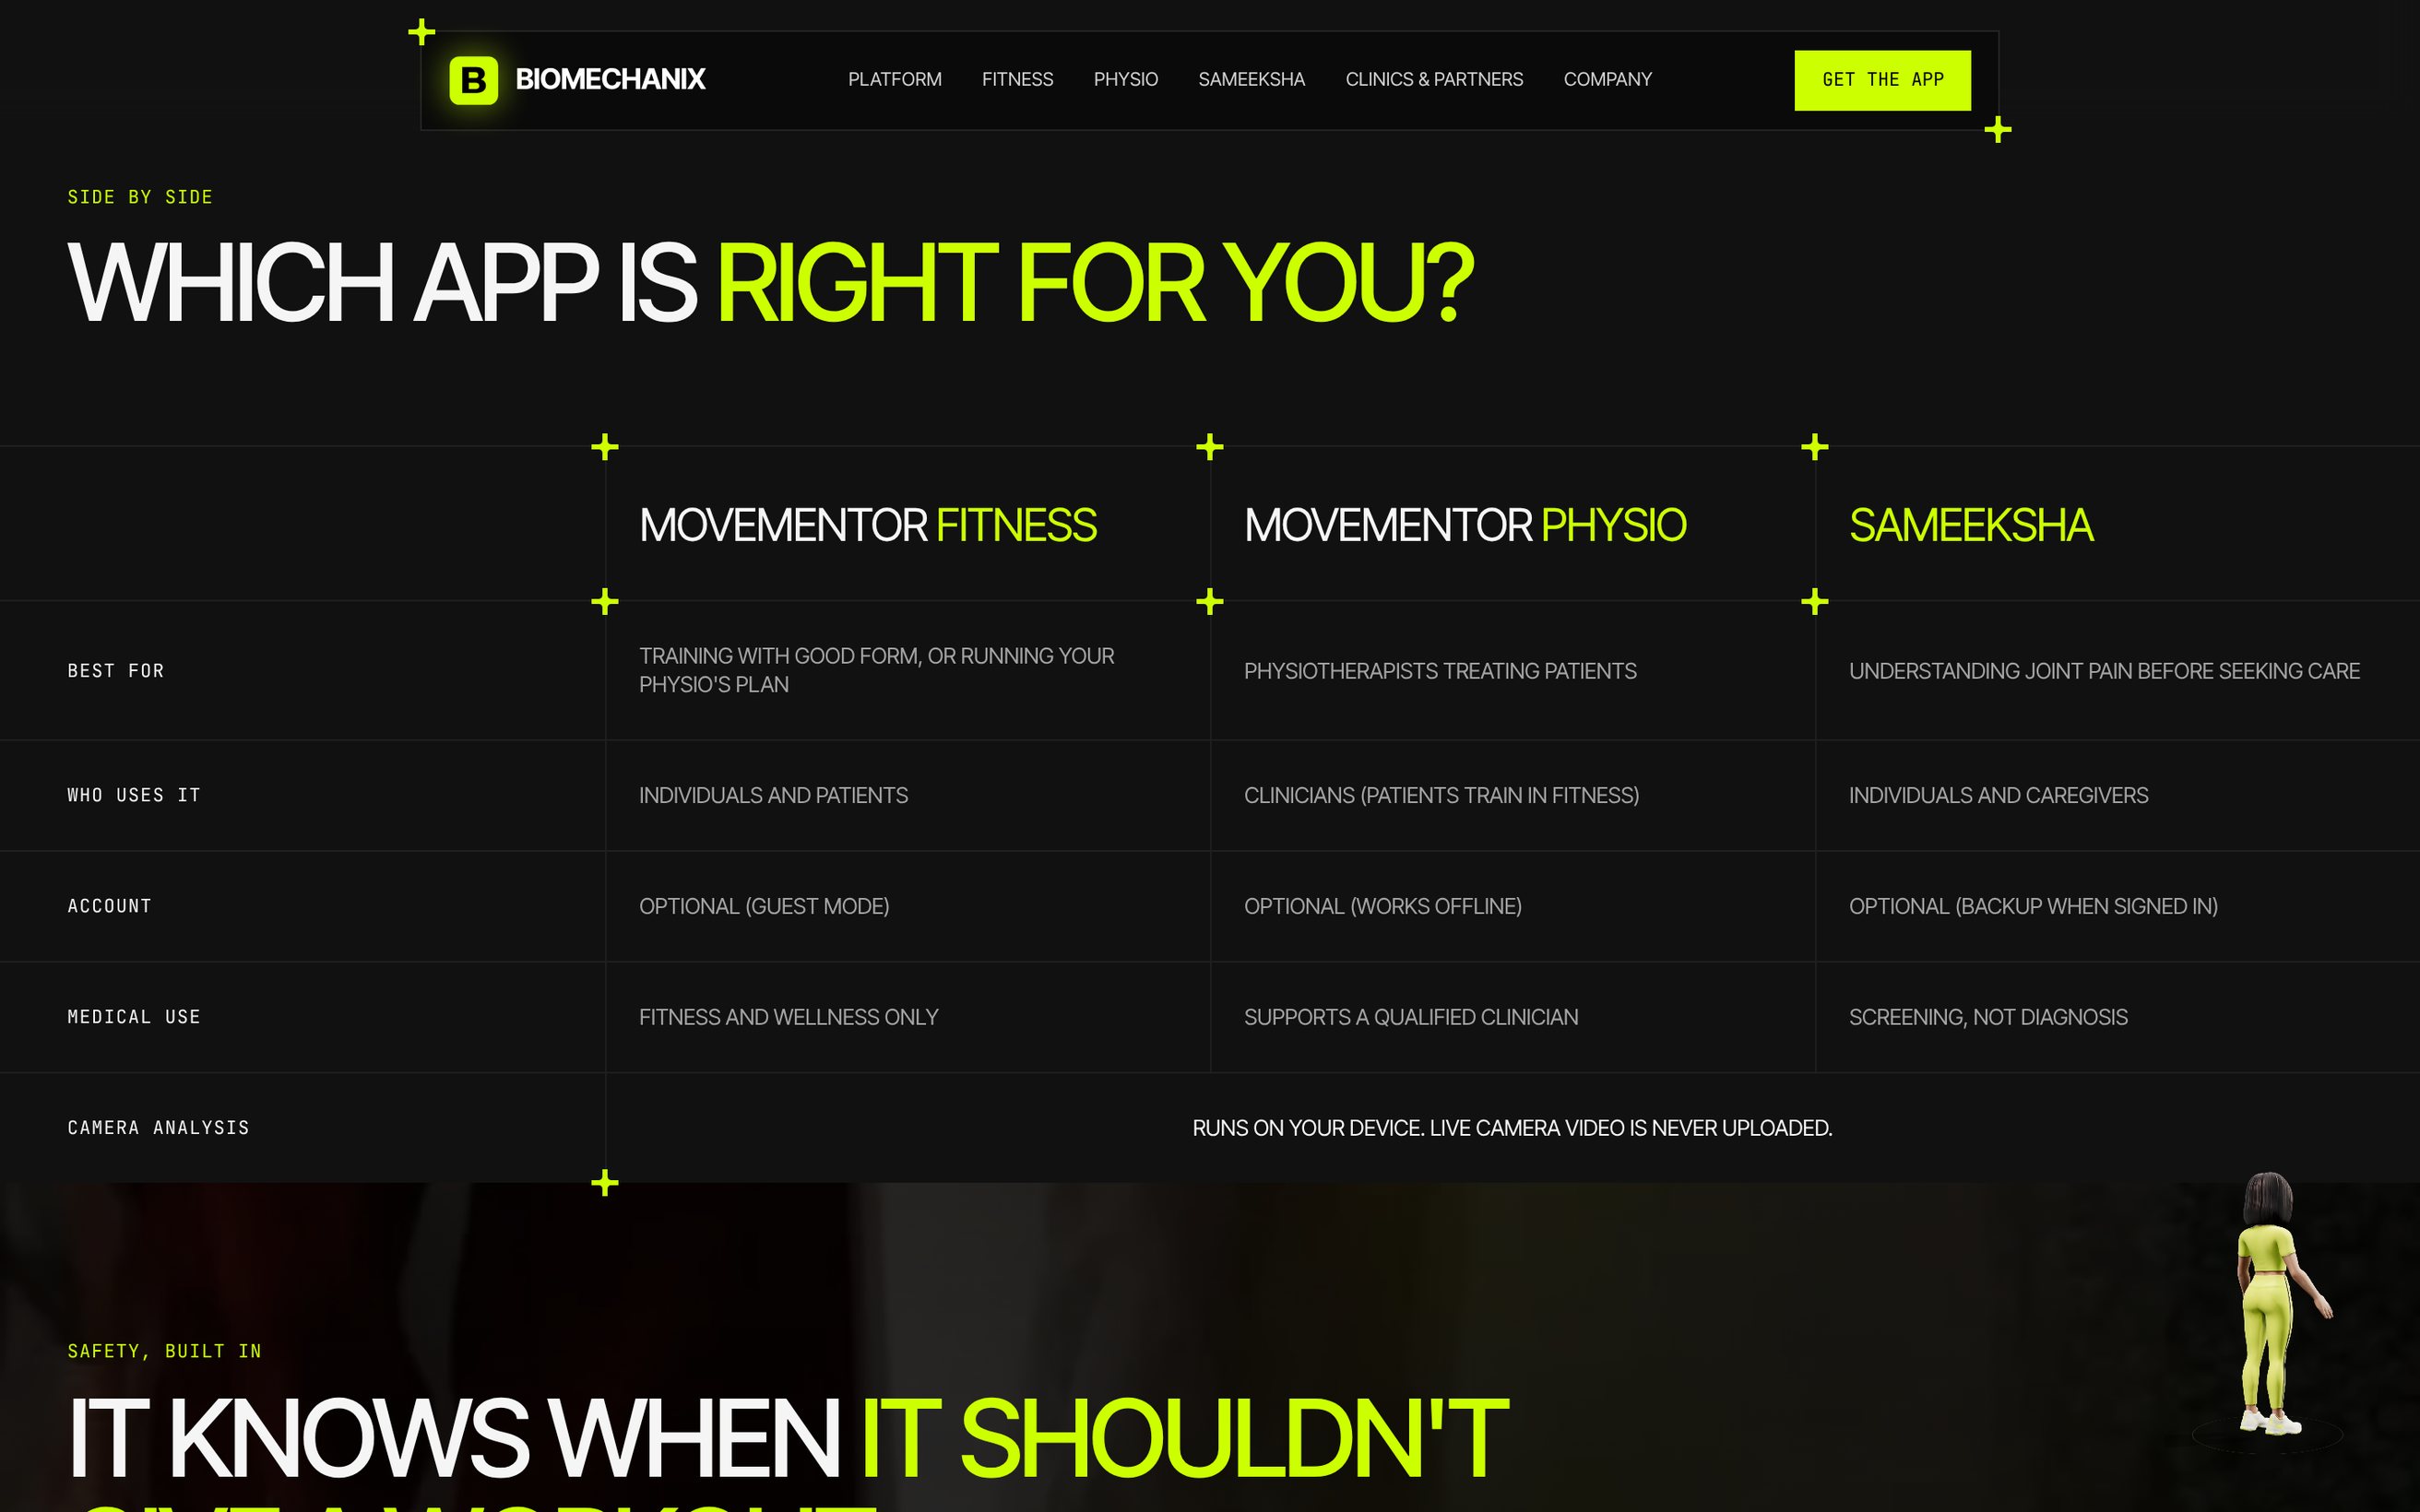 B BIOMECHANIX PLATFORM FITNESS PHYSIO SAMEEKSHA CLINICS & PARTNERS COMPANY GET THE APP
SIDE BY SIDE
WHICH APP IS RIGHT FOR YOU?
MOVEMENTOR FITNESS MOVEMENTOR PHYSIO SAMEEKSHA
BEST FOR
TRAINING WITH GOOD FORM, OR RUNNING YOUR
PHYSIO'S PLAN
PHYSIOTHERAPISTS TREATING PATIENTS
UNDERSTANDING JOINT PAIN BEFORE SEEKING CARE
WHO USES IT
INDIVIDUALS AND PATIENTS
CLINICIANS (PATIENTS TRAIN IN FITNESS)
INDIVIDUALS AND CAREGIVERS
ACCOUNT
OPTIONAL (GUEST MODE)
OPTIONAL (WORKS OFFLINE)
OPTIONAL (BACKUP WHEN SIGNED IN)
MEDICAL USE
FITNESS AND WELLNESS ONLY
SUPPORTS A QUALIFIED CLINICIAN
SCREENING, NOT DIAGNOSIS
CAMERA ANALYSIS
RUNS ON YOUR DEVICE. LIVE CAMERA VIDEO IS NEVER UPLOADED.
SAFETY, BUILT IN
IT KNOWS WHEN IT SHOULDN'T